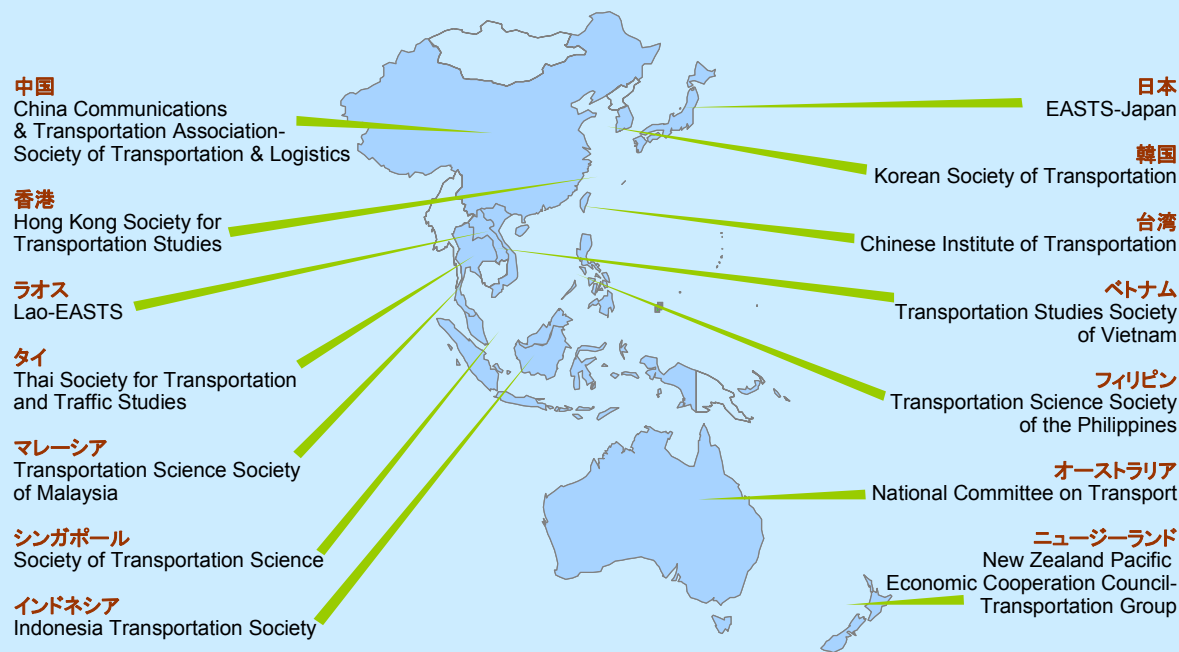 中国
China Communications
& Transportation Association-
Society of Transportation & Logistics
香港
Hong Kong Society for
Transportation Studies
ラオス
Lao-EASTS
タイ
Thai Society for Transportation
and Traffic Studies
マレーシア
Transportation Science Society
of Malaysia
シンガポール
Society of Transportation Science
インドネシア
Indonesia Transportation Society
日本
EASTS-Japan
韓国
Korean Society of Transportation
台湾
Chinese Institute of Transportation
ベトナム
Transportation Studies Society
of Vietnam
フィリピン
Transportation Science Society
of the Philippines
オーストラリア
National Committee on Transport
ニュージーランド
New Zealand Pacific
Economic Cooperation Council-
Transportation Group